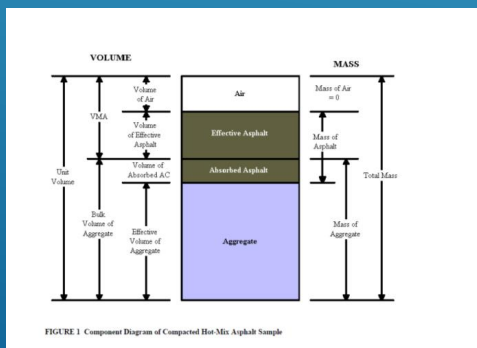 VOLUME
MASS
Volume
of Air
Air
Mass of Air
= 0
VMA
Volume
of Effective
Asphalt
Effective Asphalt
Mass of
Asphalt
Unit
Volume
Volume of
Absorbed AC
Absorbed Asphalt
Total Mass
Bulk
Volume of
Aggregate
Effective
Volume of
Aggregate
Aggregate
Mass of
Aggregate
FIGURE 1 Component Diagram of Compacted Hot-Mix Asphalt Sample